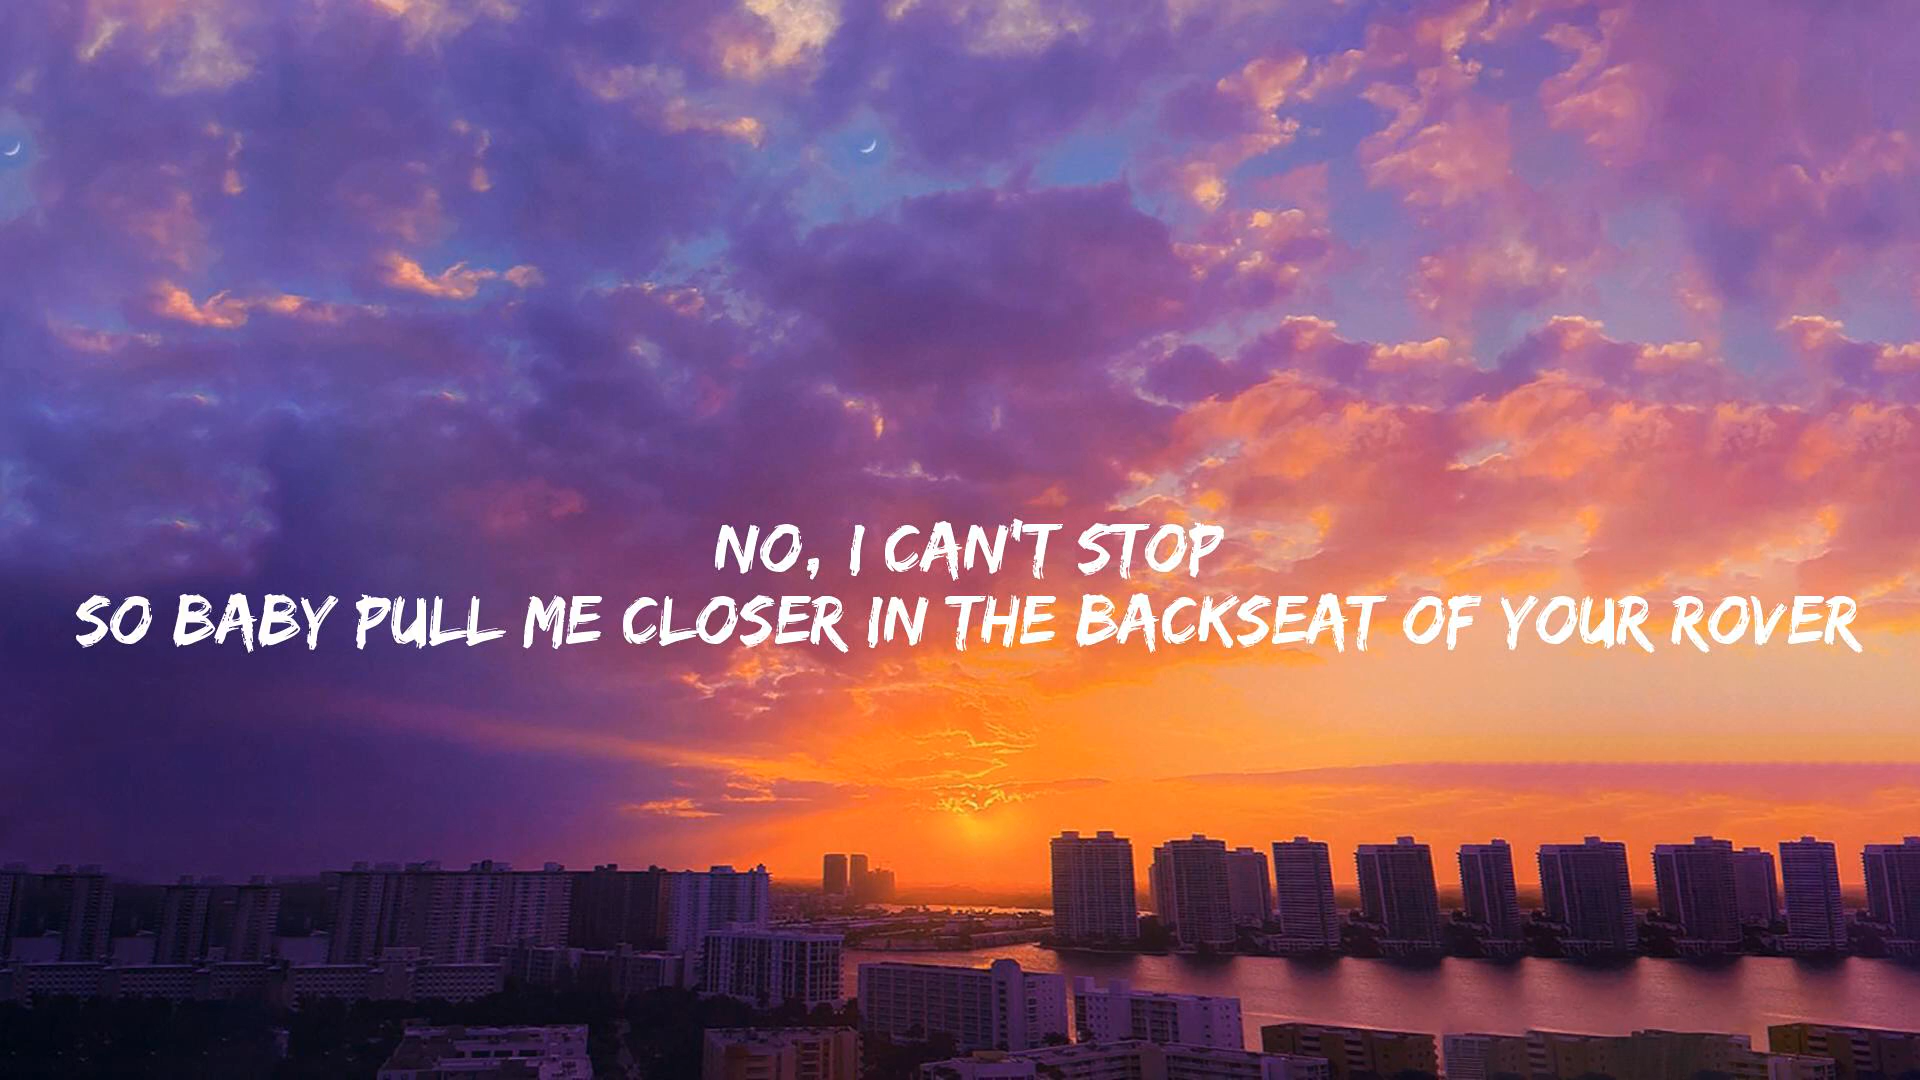 NO, I CAN'T STOP
SO BABY PULL ME CLOSER IN THE BACKSEAT OF YOUR ROVER